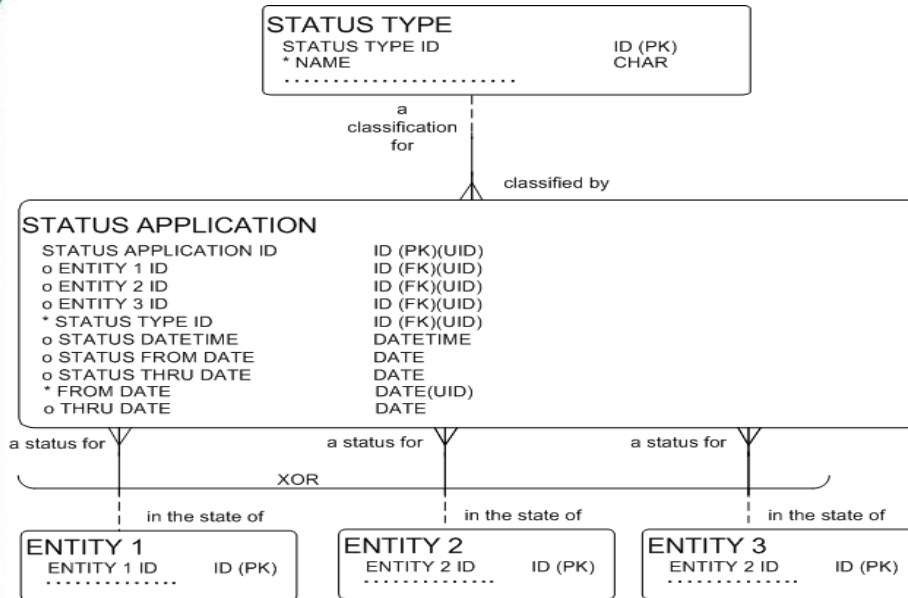 STATUS TYPE
STATUS TYPE ID ID (PK)
* NAME CHAR
a
classification
for
classified by
STATUS APPLICATION
STATUS APPLICATION ID ID (PK)(UID)
o ENTITY 1 ID ID (FK)(UID)
o ENTITY 2 ID ID (FK)(UID)
o ENTITY 3 ID ID (FK)(UID)
* STATUS TYPE ID ID (FK)(UID)
o STATUS DATETIME DATETIME
o STATUS FROM DATE DATE
o STATUS THRU DATE DATE
* FROM DATE DATE(UID)
o THRU DATE DATE
a status for a status for a status for
XOR
in the state of in the state of in the state of
ENTITY 1 ENTITY 2 ENTITY 3
ENTITY 1 ID ID (PK) ENTITY 2 ID ID (PK) ENTITY 2 ID ID (PK)